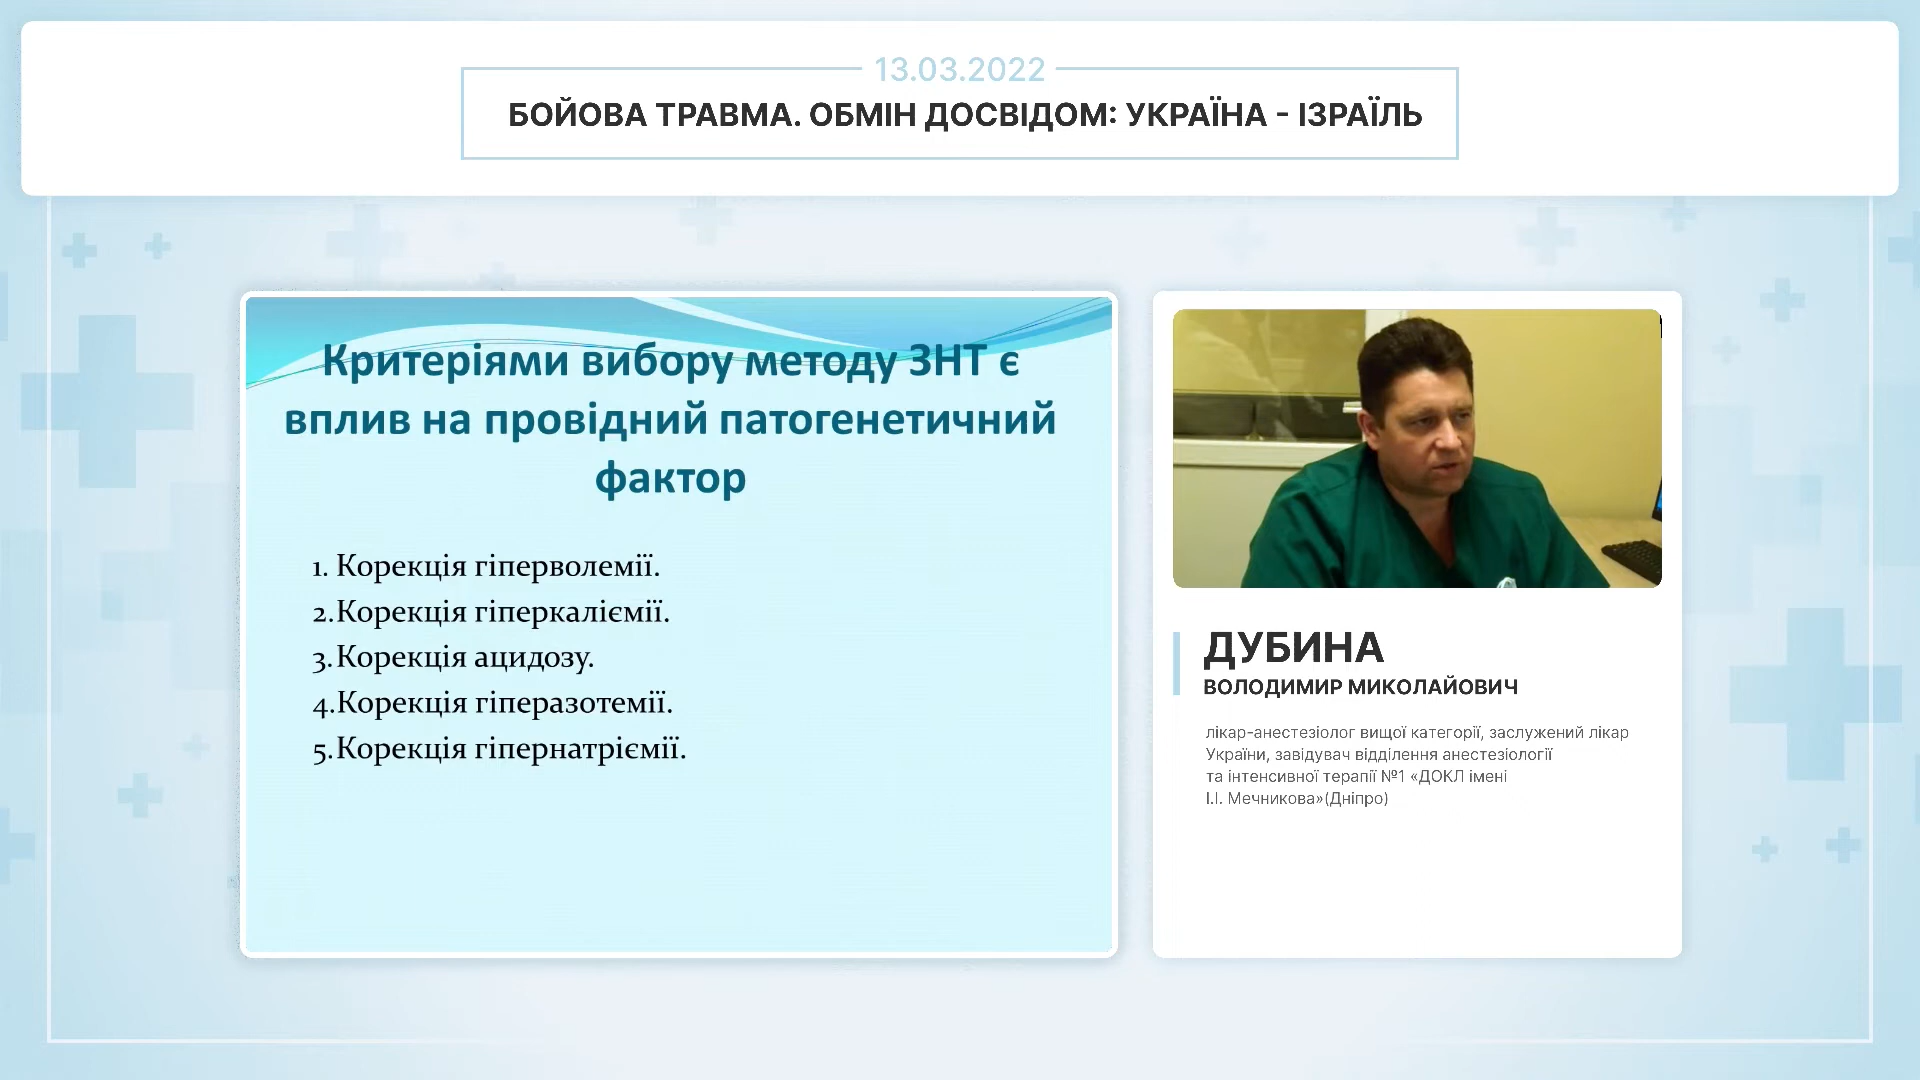 13.03.2022
БОЙОВА ТРАВМА. ОБМІН ДОСВІДОМ: УКРАЇНА - ІЗРАЇЛЬ
Критеріями вибору методу ЗНТ є
вплив на провідний патогенетичний
фактор
1. Корекція гіперволемії.
2.Корекція гіперкаліємії.
3.Корекція ацидозу.
4.Корекція гіперазотемії.
5.Корекція гіпернатріємії.
ДУБИНА
ВОЛОДИМИР МИКОЛАЙОВИЧ
лікар-анестезіолог вищої категорії, заслужений лікар
України, завідувач відділення анестезіології
та інтенсивної терапії №1 «ДОКЛ імені
І.І. Мечникова»(Дніпро)